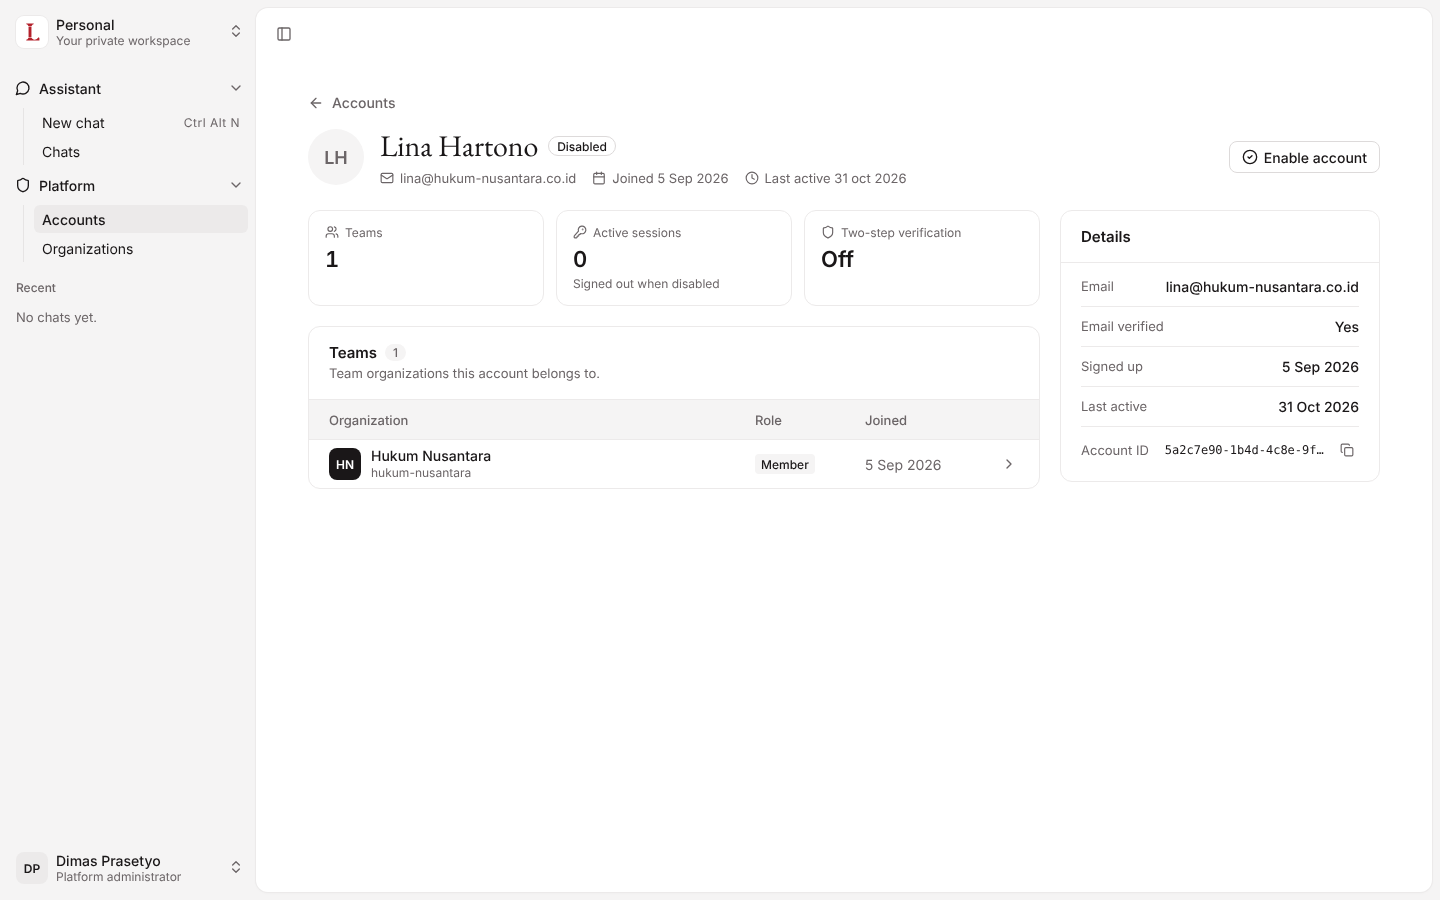 L
Personal
Your private workspace
Assistant
New chat
Ctrl Alt N
Chats
Platform
Accounts
Organizations
Recent
No chats yet.
DP
Dimas Prasetyo
Platform administrator
Accounts
LH
Lina Hartono
Disabled
lina@hukum-nusantara.co.id
Joined 5 Sep 2026
Last active 31 oct 2026
Enable account
Teams
1
Active sessions
0
Signed out when disabled
Two-step verification
Off
Teams 1
Team organizations this account belongs to.
Organization Role Joined
HN
Hukum Nusantara
hukum-nusantara
Member
5 Sep 2026
Details
Email lina@hukum-nusantara.co.id
Email verified Yes
Signed up 5 Sep 2026
Last active 31 Oct 2026
Account ID 5a2c7e90-1b4d-4c8e-9f…